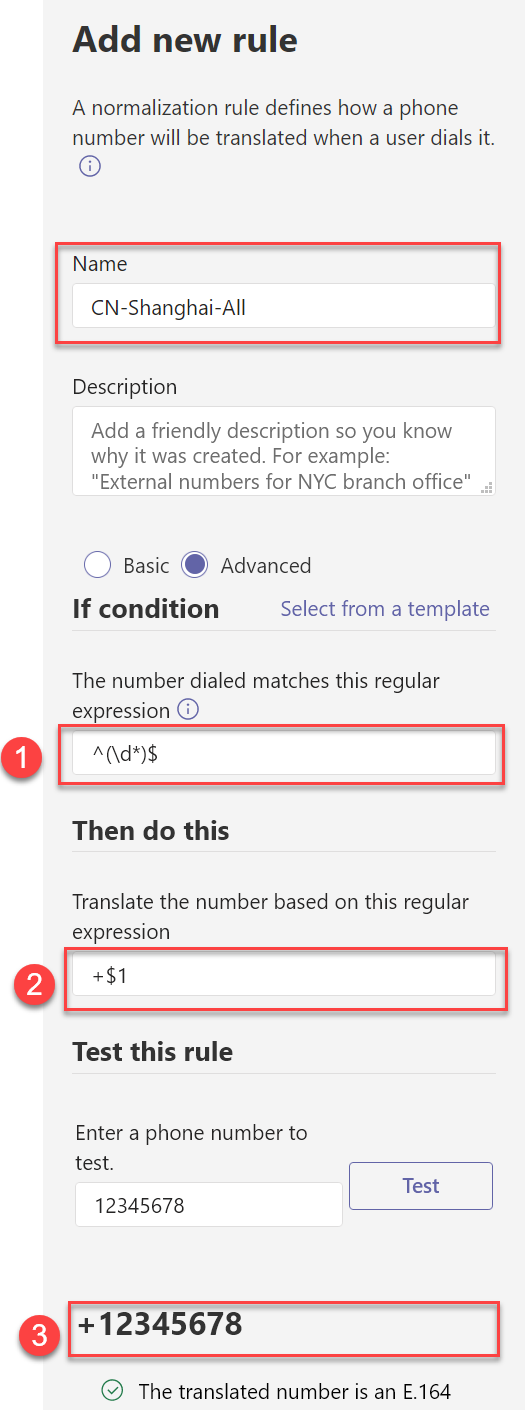 Add new rule
A normalization rule defines how a phone
number will be translated when a user dials it.
Name
CN-Shanghai-All
Description
Add a friendly description so you know
why it was created. For example:
"External numbers for NYC branch office"
Basic Advanced
If condition Select from a template
The number dialed matches this regular
expression
1 ^(\d*)$
Then do this
Translate the number based on this regular
expression
2 +$1
Test this rule
Enter a phone number to
test.
12345678 Test
3 +12345678
The translated number is an E.164